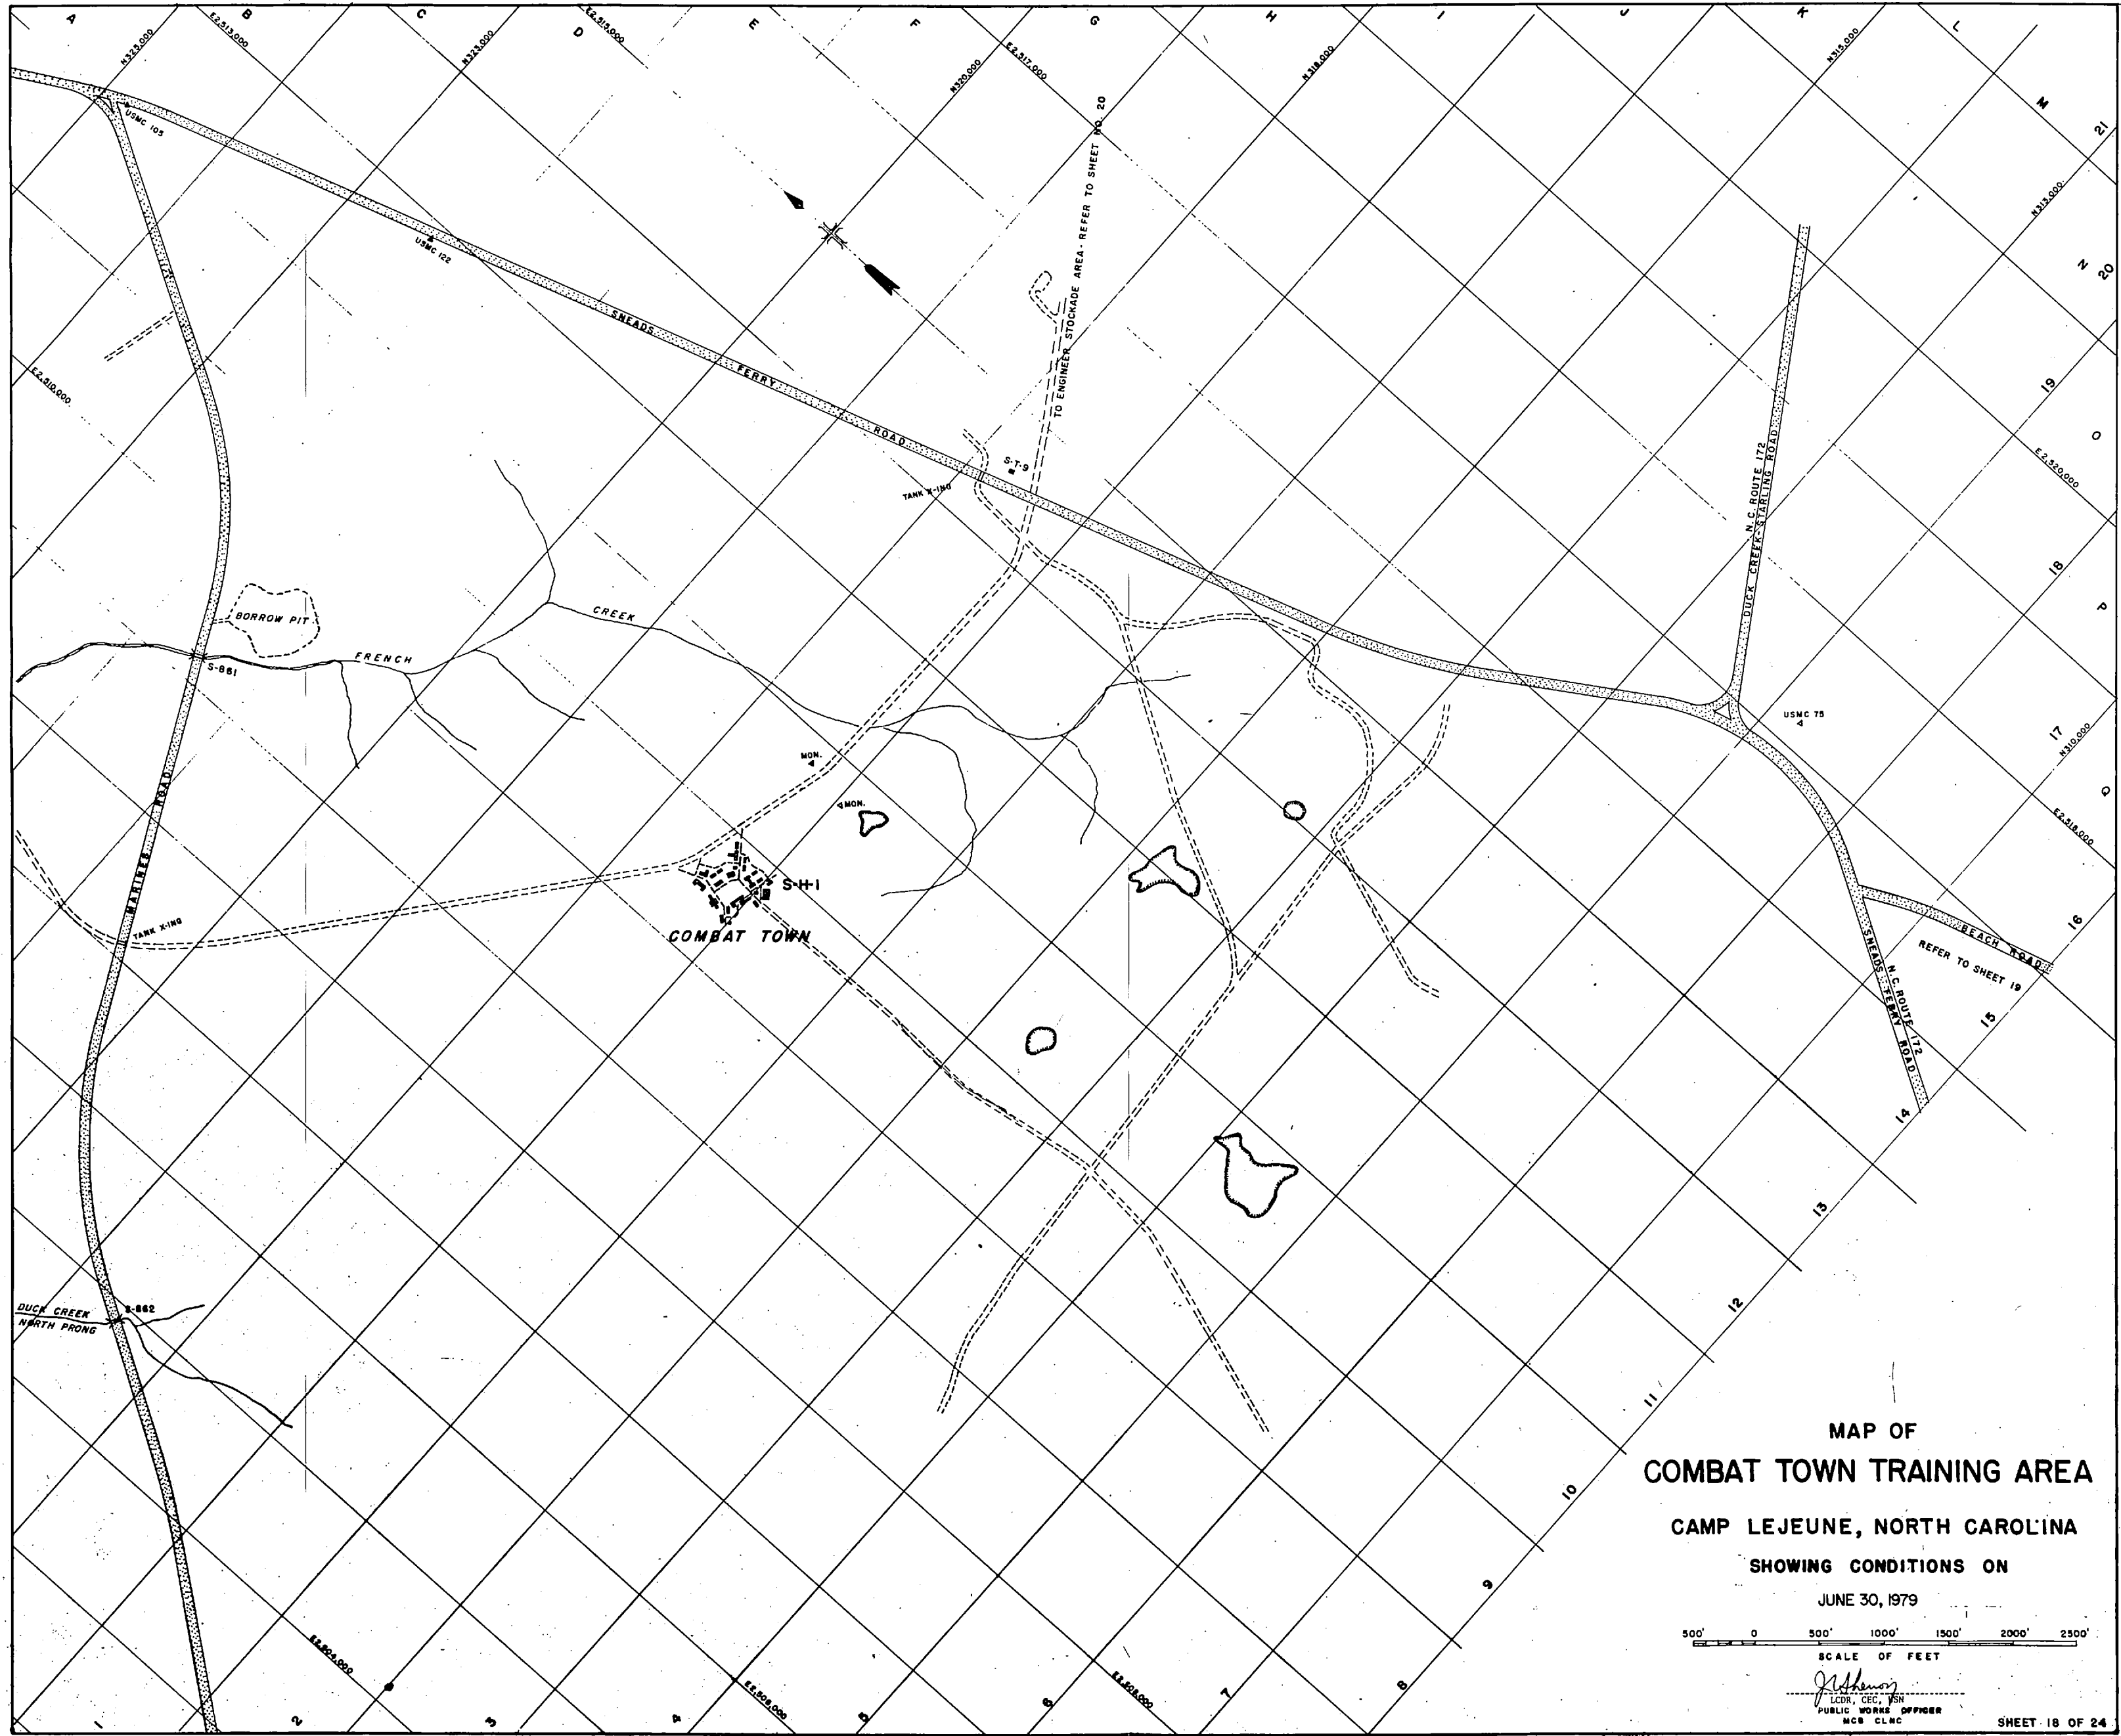 A
B
C
D
E
F
G
H
I
J
K
L
M
21
N325,000
E2,513,000
N323,000
E2,515,000
N320,000
E2,517,000
N318,000
N315,000
N313,000
N
20
USMC 105
USMC 122
TO ENGINEER STOCKADE AREA - REFER TO SHEET NO. 20
SNEADS
FERRY
ROAD
E2,510,000
19
O
E2,520,000
S-T-9
TANK X-ING
N.C. ROUTE 172
DUCK CREEK-STARLING ROAD
18
P
BORROW PIT
CREEK
FRENCH
S-861
USMC 75
17
N310,000
Q
E2,518,000
MON.
MON.
MARINES ROAD
TANK X-ING
S-H-1
COMBAT TOWN
BEACH ROAD
REFER TO SHEET 19
16
15
N.C. ROUTE 172
SNEADS FERRY ROAD
14
13
12
11
10
9
8
7
6
5
4
3
2
1
DUCK CREEK
NORTH PRONG
S-862
E2,504,000
E2,506,000
E2,508,000
MAP OF
COMBAT TOWN TRAINING AREA
CAMP LEJEUNE, NORTH CAROLINA
SHOWING CONDITIONS ON
JUNE 30, 1979
500' 0 500' 1000' 1500' 2000' 2500'
SCALE OF FEET
LCDR, CEC, USN
PUBLIC WORKS OFFICER
MCB CLNC
SHEET 18 OF 24